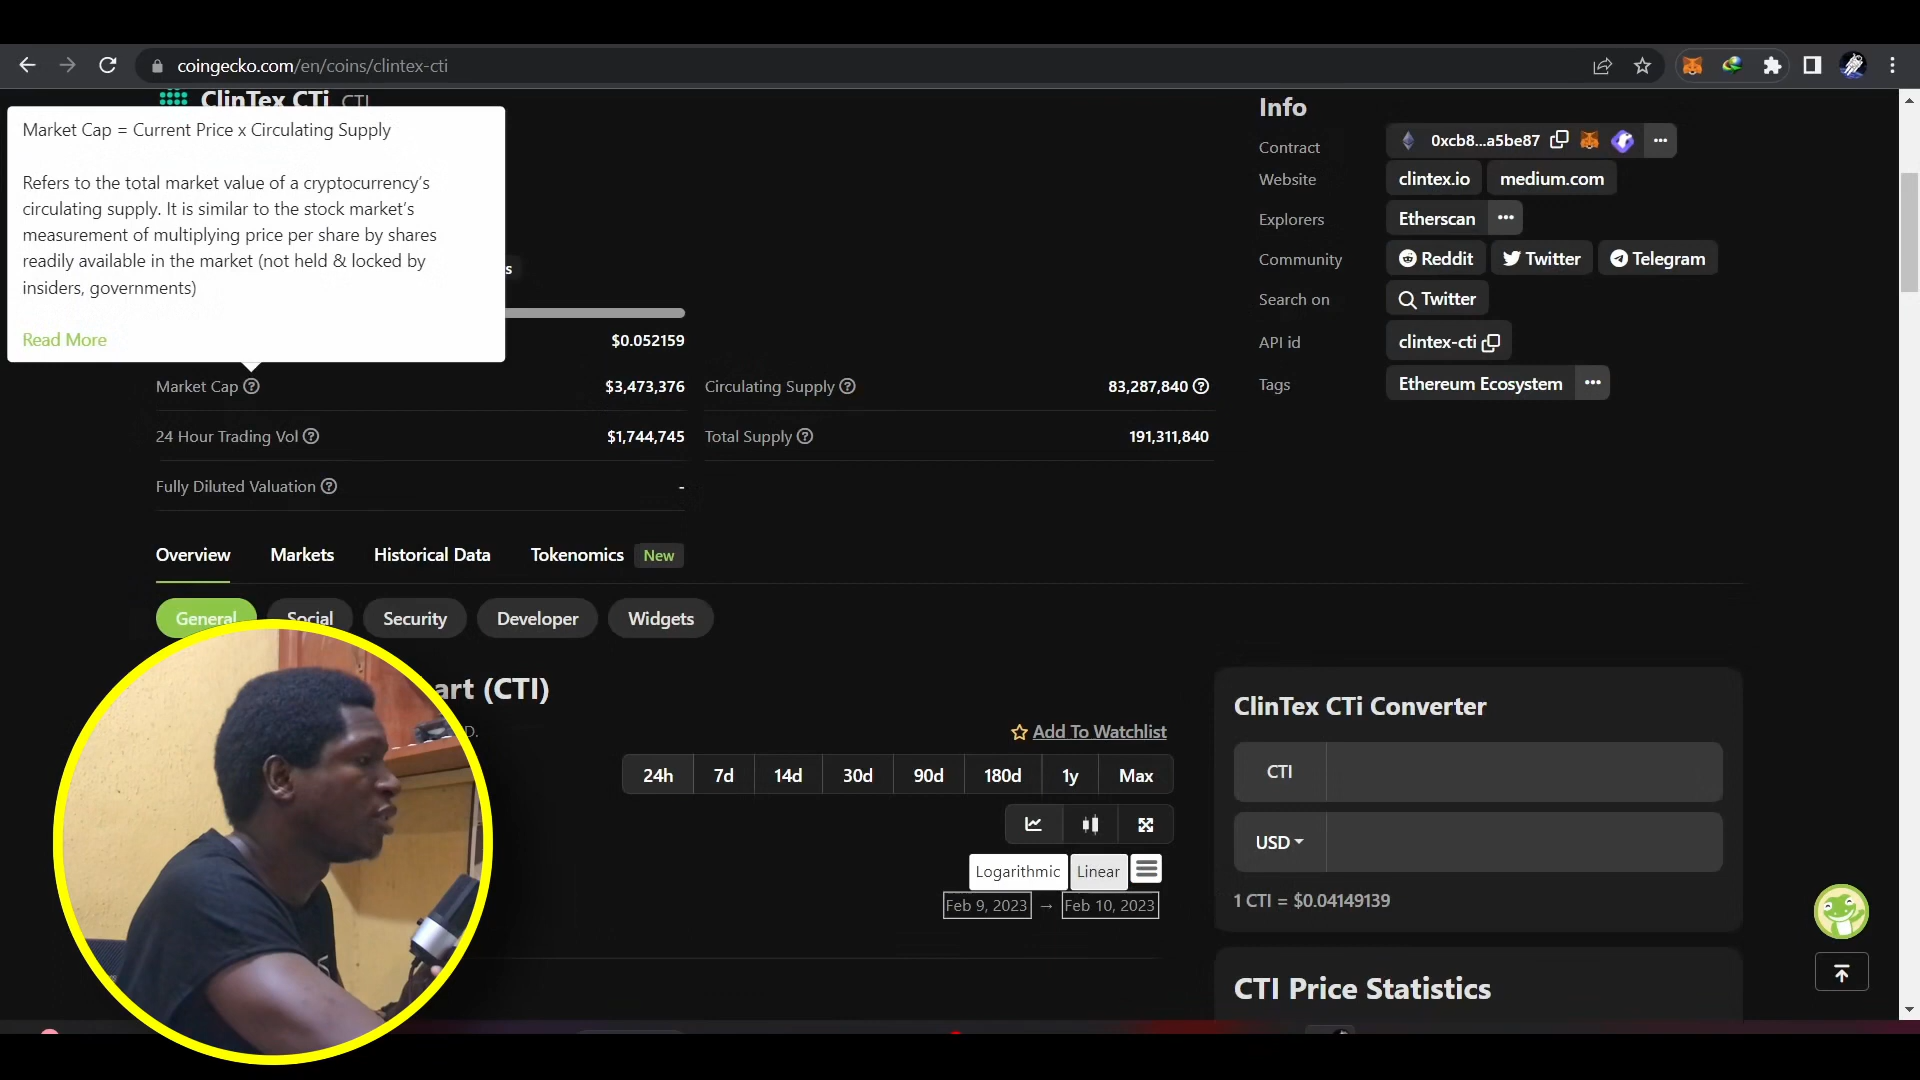 coingecko.com/en/coins/clintex-cti
ClinTex CTi CTI
Market Cap = Current Price x Circulating Supply
Refers to the total market value of a cryptocurrency's
circulating supply. It is similar to the stock market's
measurement of multiplying price per share by shares
readily available in the market (not held & locked by
insiders, governments)
Read More
s
$0.052159
Market Cap $3,473,376
Circulating Supply 83,287,840
24 Hour Trading Vol $1,744,745
Total Supply 191,311,840
Fully Diluted Valuation -
Info
Contract 0xcb8...a5be87
Website clintex.io medium.com
Explorers Etherscan
Community Reddit Twitter Telegram
Search on Twitter
API id clintex-cti
Tags Ethereum Ecosystem
Overview Markets Historical Data Tokenomics New
General Social Security Developer Widgets
art (CTI)
D.
Add To Watchlist
24h 7d 14d 30d 90d 180d 1y Max
Logarithmic Linear
Feb 9, 2023 → Feb 10, 2023
ClinTex CTi Converter
CTI
USD
1 CTI = $0.04149139
CTI Price Statistics